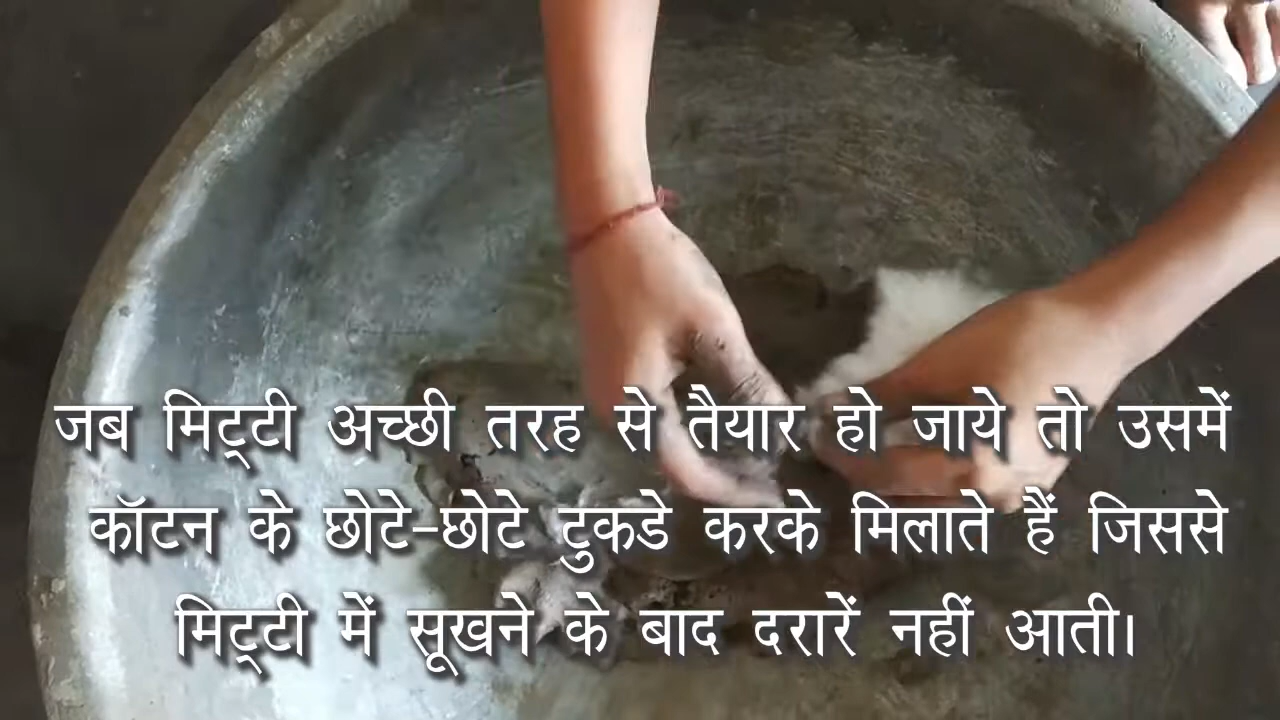 जब मिट्टी अच्छी तरह से तैयार हो जाये तो उसमें
कॉटन के छोटे-छोटे टुकडे करके मिलाते हैं जिससे
मिट्टी में सूखने के बाद दरारें नहीं आती।